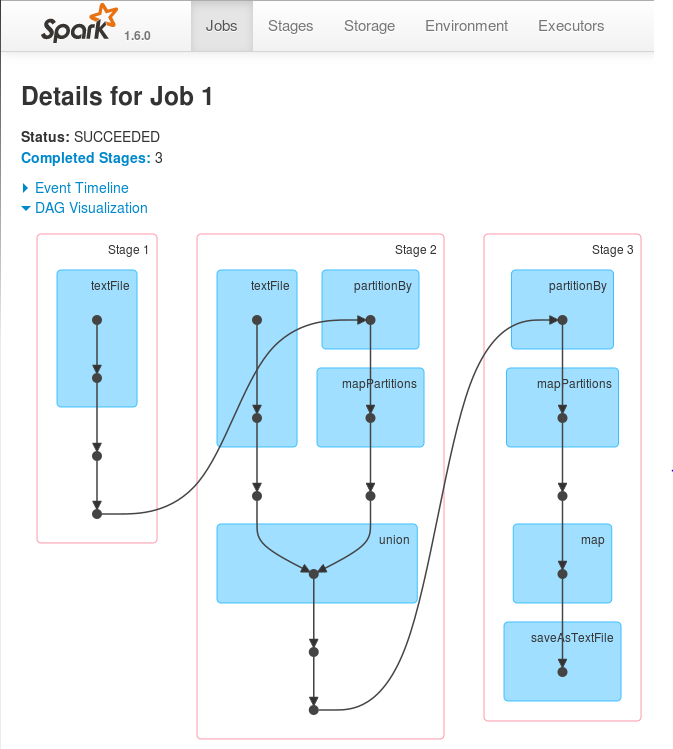 Spark 1.6.0 Jobs Stages Storage Environment Executors
Details for Job 1
Status: SUCCEEDED
Completed Stages: 3
Event Timeline
DAG Visualization
Stage 1
textFile
Stage 2
textFile
partitionBy
mapPartitions
union
Stage 3
partitionBy
mapPartitions
map
saveAsTextFile